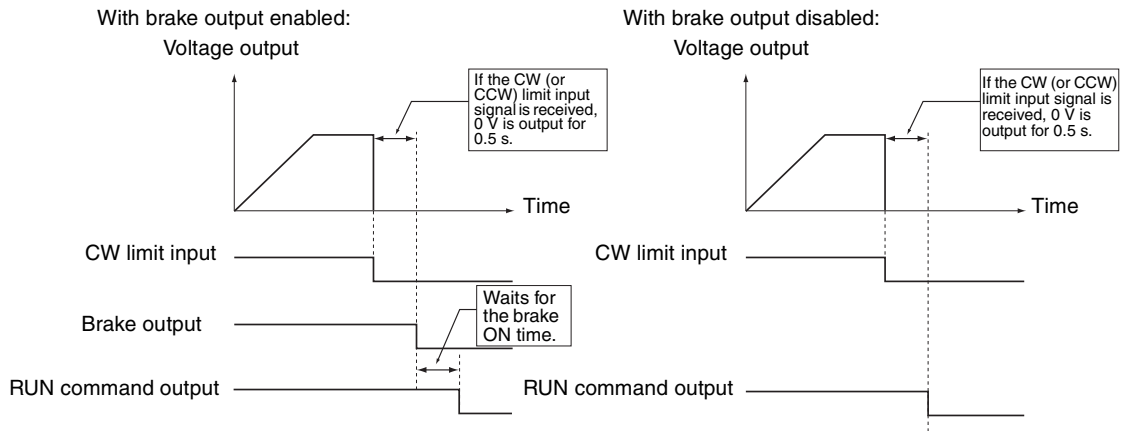 With brake output enabled:
Voltage output
If the CW (or
CCW) limit input
signal is received,
0 V is output for
0.5 s.
Time
CW limit input
Waits for
the brake
ON time.
Brake output
RUN command output
With brake output disabled:
Voltage output
If the CW (or CCW)
limit input signal is
received, 0 V is
output for 0.5 s.
Time
CW limit input
RUN command output